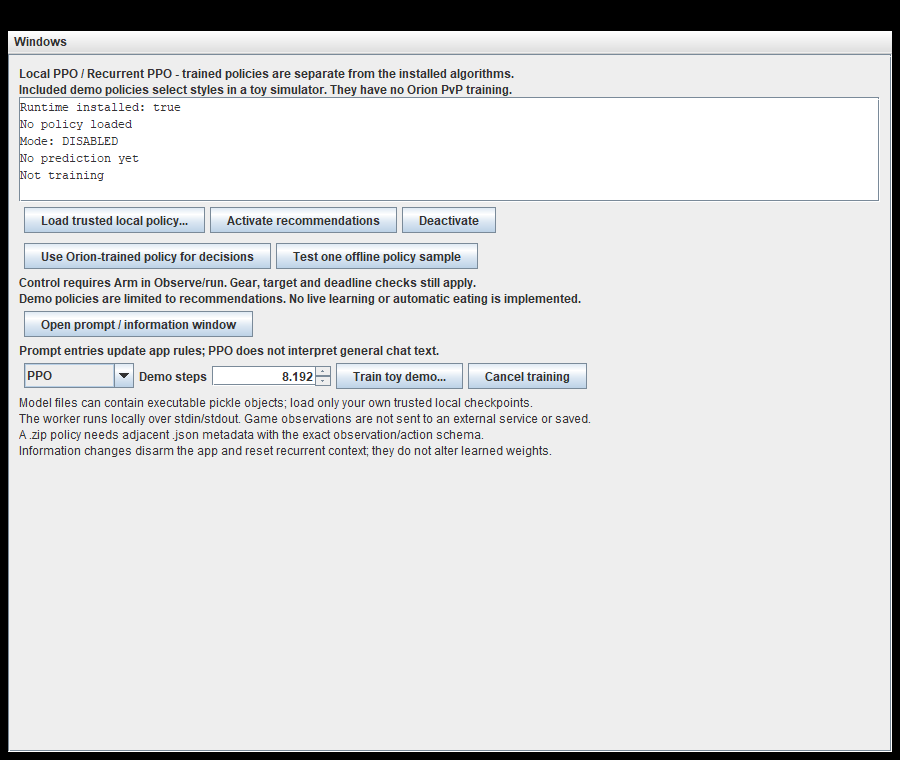 Windows
Local PPO / Recurrent PPO - trained policies are separate from the installed algorithms.
Included demo policies select styles in a toy simulator. They have no Orion PvP training.
Runtime installed: true
No policy loaded
Mode: DISABLED
No prediction yet
Not training
Load trusted local policy... Activate recommendations Deactivate
Use Orion-trained policy for decisions Test one offline policy sample
Control requires Arm in Observe/run. Gear, target and deadline checks still apply.
Demo policies are limited to recommendations. No live learning or automatic eating is implemented.
Open prompt / information window
Prompt entries update app rules; PPO does not interpret general chat text.
PPO Demo steps 8.192 Train toy demo... Cancel training
Model files can contain executable pickle objects; load only your own trusted local checkpoints.
The worker runs locally over stdin/stdout. Game observations are not sent to an external service or saved.
A .zip policy needs adjacent .json metadata with the exact observation/action schema.
Information changes disarm the app and reset recurrent context; they do not alter learned weights.